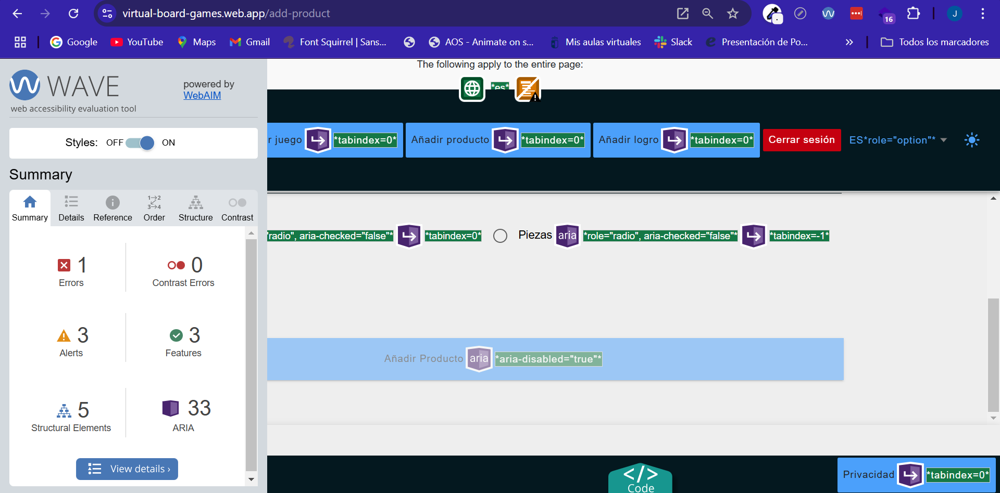 virtual-board-games.web.app/add-product
16
J
Google
YouTube
Maps
Gmail
Font Squirrel | Sans...
AOS - Animate on s...
Mis aulas virtuales
Slack
Presentación de Po...
»
Todos los marcadores
WAVE
powered by
WebAIM
web accessibility evaluation tool
Styles: OFF ON
Summary
Summary
Details
Reference
1→2
3→4
Order
Structure
Contrast
1
Errors
0
Contrast Errors
3
Alerts
3
Features
5
Structural Elements
33
ARIA
View details ›
The following apply to the entire page:
*es*
r juego *tabindex=0*
Añadir producto *tabindex=0*
Añadir logro *tabindex=0*
Cerrar sesión
ES*role="option"*
"radio", aria-checked="false"* *tabindex=0* Piezas aria *role="radio", aria-checked="false"* *tabindex=-1*
Añadir Producto aria *aria-disabled="true"*
</>
Code
Privacidad *tabindex=0*